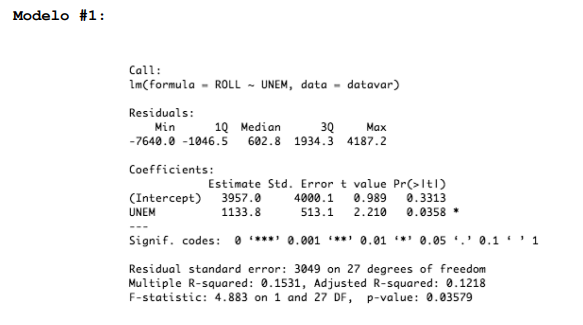 Modelo #1:
Call:
lm(formula = ROLL ~ UNEM, data = datavar)
Residuals:
Min 1Q Median 3Q Max
-7640.0 -1046.5 602.8 1934.3 4187.2
Coefficients:
Estimate Std. Error t value Pr(>|t|)
(Intercept) 3957.0 4000.1 0.989 0.3313
UNEM 1133.8 513.1 2.210 0.0358 *
---
Signif. codes: 0 ‘***’ 0.001 ‘**’ 0.01 ‘*’ 0.05 ‘.’ 0.1 ‘ ’ 1
Residual standard error: 3049 on 27 degrees of freedom
Multiple R-squared: 0.1531, Adjusted R-squared: 0.1218
F-statistic: 4.883 on 1 and 27 DF, p-value: 0.03579